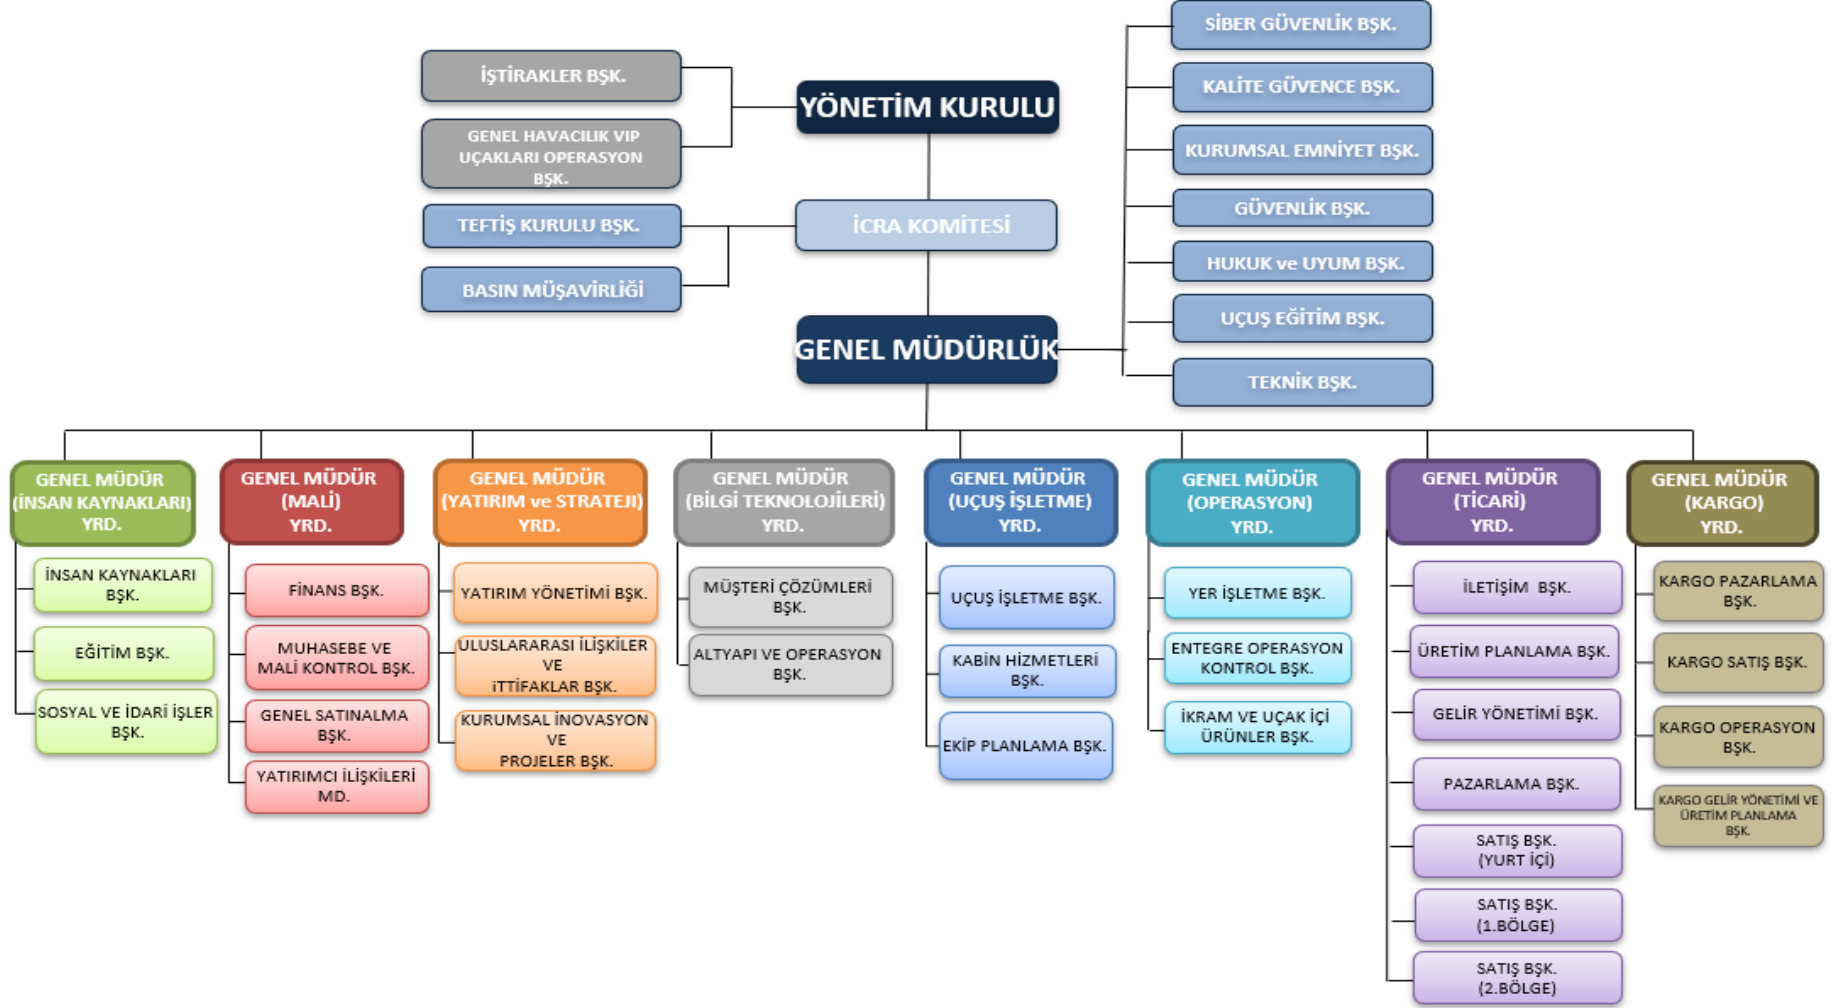 SİBER GÜVENLİK BŞK.
İŞTİRAKLER BŞK.
KALİTE GÜVENCE BŞK.
YÖNETİM KURULU
GENEL HAVACILIK VIP
UÇAKLARI OPERASYON
BŞK.
KURUMSAL EMNİYET BŞK.
TEFTİŞ KURULU BŞK.
İCRA KOMİTESİ
GÜVENLİK BŞK.
HUKUK ve UYUM BŞK.
BASIN MÜŞAVİRLİĞİ
UÇUŞ EĞİTİM BŞK.
GENEL MÜDÜRLÜK
TEKNİK BŞK.
GENEL MÜDÜR
(İNSAN KAYNAKLARI)
YRD.
İNSAN KAYNAKLARI
BŞK.
EĞİTİM BŞK.
SOSYAL VE İDARİ İŞLER
BŞK.
GENEL MÜDÜR
(MALİ)
YRD.
FİNANS BŞK.
MUHASEBE VE
MALİ KONTROL BŞK.
GENEL SATINALMA
BŞK.
YATIRIMCI İLİŞKİLERİ
MD.
GENEL MÜDÜR
(YATIRIM ve STRATEJI)
YRD.
YATIRIM YÖNETİMİ BŞK.
ULUSLARARASI İLİŞKİLER
VE
iTTİFAKLAR BŞK.
KURUMSAL İNOVASYON
VE
PROJELER BŞK.
GENEL MÜDÜR
(BİLGİ TEKNOLOJİLERİ)
YRD.
MÜŞTERİ ÇÖZÜMLERİ
BŞK.
ALTYAPI VE OPERASYON
BŞK.
GENEL MÜDÜR
(UÇUŞ İŞLETME)
YRD.
UÇUŞ İŞLETME BŞK.
KABİN HİZMETLERİ
BŞK.
EKİP PLANLAMA BŞK.
GENEL MÜDÜR
(OPERASYON)
YRD.
YER İŞLETME BŞK.
ENTEGRE OPERASYON
KONTROL BŞK.
İKRAM VE UÇAK İÇİ
ÜRÜNLER BŞK.
GENEL MÜDÜR
(TİCARİ)
YRD.
İLETİŞİM  BŞK.
ÜRETİM PLANLAMA BŞK.
GELİR YÖNETİMİ BŞK.
PAZARLAMA BŞK.
SATIŞ BŞK.
(YURT İÇİ)
SATIŞ BŞK.
(1.BÖLGE)
SATIŞ BŞK.
(2.BÖLGE)
GENEL MÜDÜR
(KARGO)
YRD.
KARGO PAZARLAMA
BŞK.
KARGO SATIŞ BŞK.
KARGO OPERASYON
BŞK.
KARGO GELİR YÖNETİMİ VE
ÜRETİM PLANLAMA
BŞK.